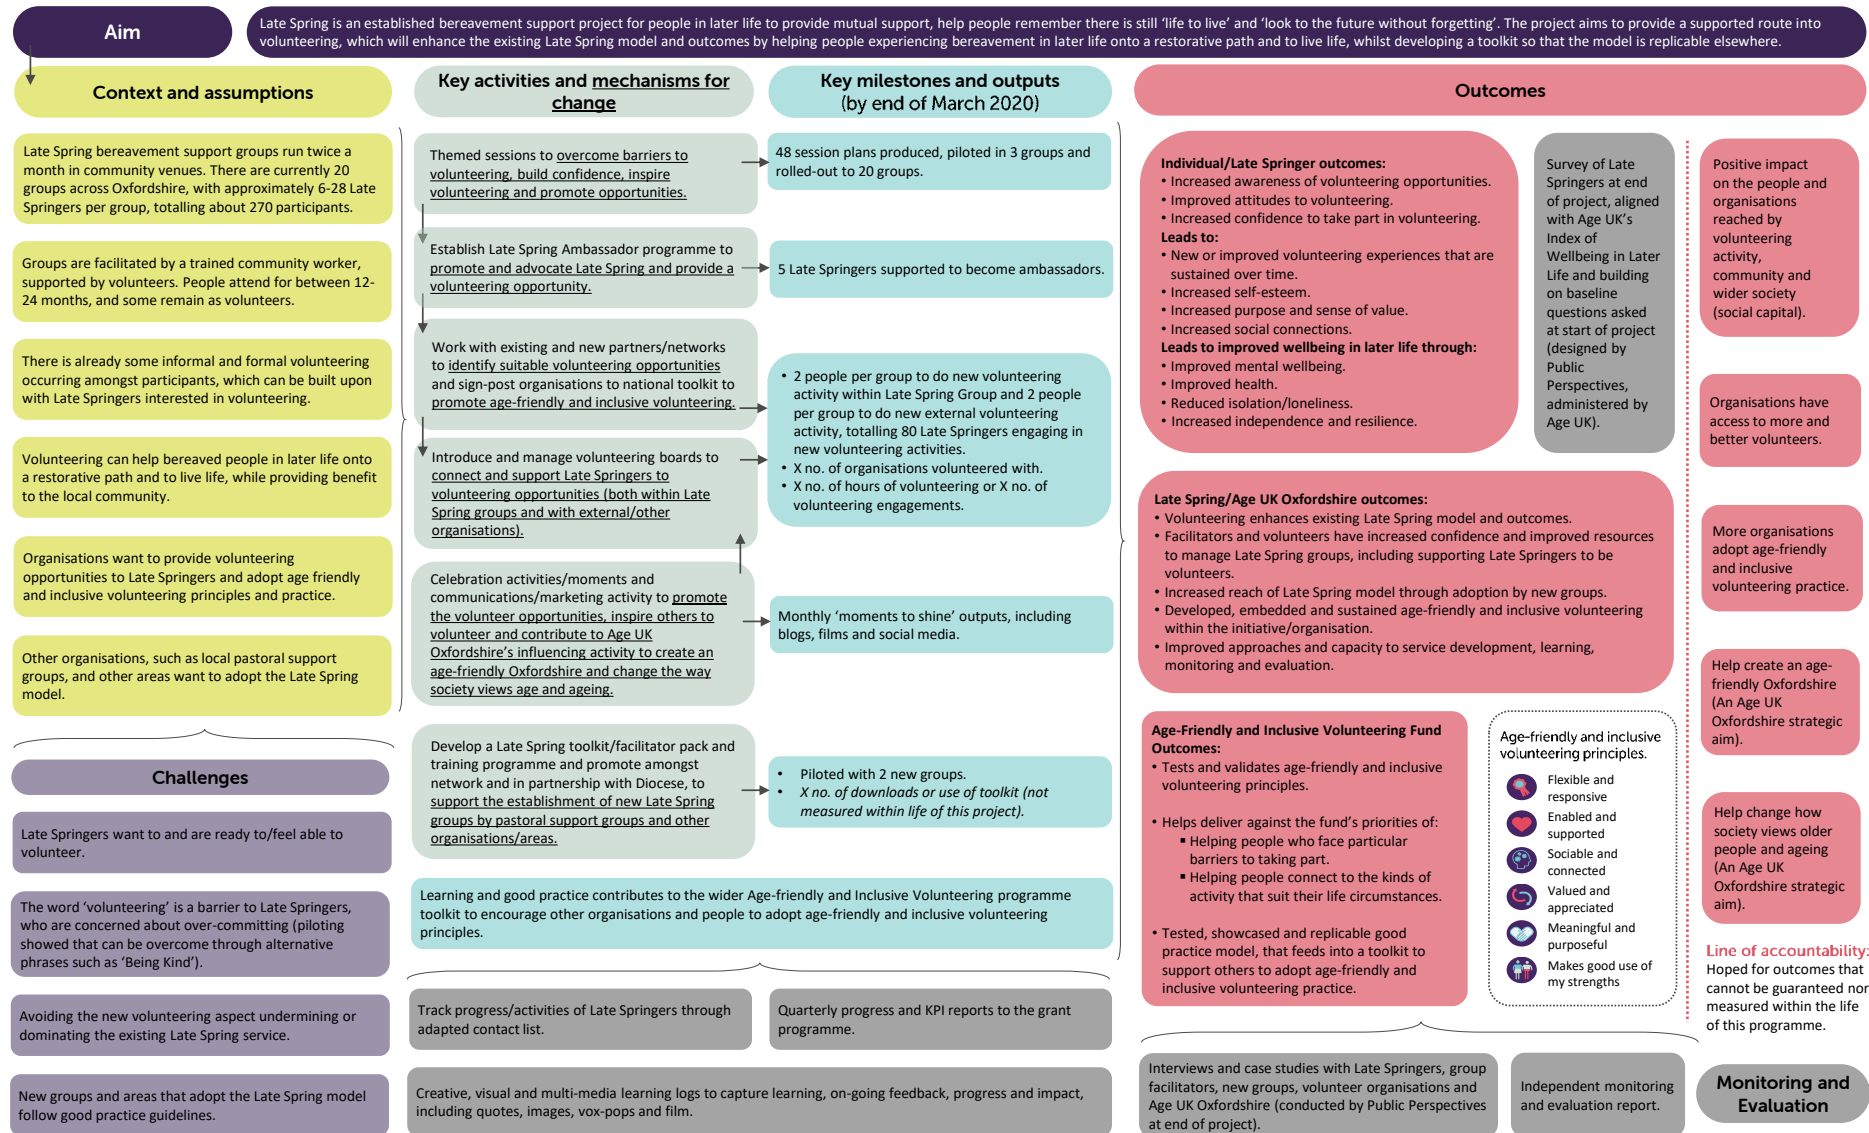 Aim
Late Spring is an established bereavement support project for people in later life to provide mutual support, help people remember there is still ‘life to live’ and ‘look to the future without forgetting’. The project aims to provide a supported route into
volunteering, which will enhance the existing Late Spring model and outcomes by helping people experiencing bereavement in later life onto a restorative path and to live life, whilst developing a toolkit so that the model is replicable elsewhere.
Context and assumptions
Late Spring bereavement support groups run twice a
month in community venues. There are currently 20
groups across Oxfordshire, with approximately 6-28 Late
Springers per group, totalling about 270 participants.
Groups are facilitated by a trained community worker,
supported by volunteers. People attend for between 12-
24 months, and some remain as volunteers.
There is already some informal and formal volunteering
occurring amongst participants, which can be built upon
with Late Springers interested in volunteering.
Volunteering can help bereaved people in later life onto
a restorative path and to live life, while providing benefit
to the local community.
Organisations want to provide volunteering
opportunities to Late Springers and adopt age friendly
and inclusive volunteering principles and practice.
Other organisations, such as local pastoral support
groups, and other areas want to adopt the Late Spring
model.
Challenges
Late Springers want to and are ready to/feel able to
volunteer.
The word ‘volunteering’ is a barrier to Late Springers,
who are concerned about over-committing (piloting
showed that can be overcome through alternative
phrases such as ‘Being Kind’).
Avoiding the new volunteering aspect undermining or
dominating the existing Late Spring service.
New groups and areas that adopt the Late Spring model
follow good practice guidelines.
Key activities and mechanisms for
change
Themed sessions to overcome barriers to
volunteering, build confidence, inspire
volunteering and promote opportunities.
Establish Late Spring Ambassador programme to
promote and advocate Late Spring and provide a
volunteering opportunity.
Work with existing and new partners/networks
to identify suitable volunteering opportunities
and sign-post organisations to national toolkit to
promote age-friendly and inclusive volunteering.
Introduce and manage volunteering boards to
connect and support Late Springers to
volunteering opportunities (both within Late
Spring groups and with external/other
organisations).
Celebration activities/moments and
communications/marketing activity to promote
the volunteer opportunities, inspire others to
volunteer and contribute to Age UK
Oxfordshire’s influencing activity to create an
age-friendly Oxfordshire and change the way
society views age and ageing.
Develop a Late Spring toolkit/facilitator pack and
training programme and promote amongst
network and in partnership with Diocese, to
support the establishment of new Late Spring
groups by pastoral support groups and other
organisations/areas.
Key milestones and outputs
(by end of March 2020)
48 session plans produced, piloted in 3 groups and
rolled-out to 20 groups.
5 Late Springers supported to become ambassadors.
• 2 people per group to do new volunteering
activity within Late Spring Group and 2 people
per group to do new external volunteering
activity, totalling 80 Late Springers engaging in
new volunteering activities.
• X no. of organisations volunteered with.
• X no. of hours of volunteering or X no. of
volunteering engagements.
Monthly ‘moments to shine’ outputs, including
blogs, films and social media.
• Piloted with 2 new groups.
• X no. of downloads or use of toolkit (not
measured within life of this project).
Learning and good practice contributes to the wider Age-friendly and Inclusive Volunteering programme
toolkit to encourage other organisations and people to adopt age-friendly and inclusive volunteering
principles.
Track progress/activities of Late Springers through
adapted contact list.
Quarterly progress and KPI reports to the grant
programme.
Creative, visual and multi-media learning logs to capture learning, on-going feedback, progress and impact,
including quotes, images, vox-pops and film.
Outcomes
Individual/Late Springer outcomes:
• Increased awareness of volunteering opportunities.
• Improved attitudes to volunteering.
• Increased confidence to take part in volunteering.
Leads to:
• New or improved volunteering experiences that are
sustained over time.
• Increased self-esteem.
• Increased purpose and sense of value.
• Increased social connections.
Leads to improved wellbeing in later life through:
• Improved mental wellbeing.
• Improved health.
• Reduced isolation/loneliness.
• Increased independence and resilience.
Survey of Late
Springers at end
of project, aligned
with Age UK’s
Index of
Wellbeing in Later
Life and building
on baseline
questions asked
at start of project
(designed by
Public
Perspectives,
administered by
Age UK).
Late Spring/Age UK Oxfordshire outcomes:
• Volunteering enhances existing Late Spring model and outcomes.
• Facilitators and volunteers have increased confidence and improved resources
to manage Late Spring groups, including supporting Late Springers to be
volunteers.
• Increased reach of Late Spring model through adoption by new groups.
• Developed, embedded and sustained age-friendly and inclusive volunteering
within the initiative/organisation.
• Improved approaches and capacity to service development, learning,
monitoring and evaluation.
Age-Friendly and Inclusive Volunteering Fund
Outcomes:
• Tests and validates age-friendly and inclusive
volunteering principles.
• Helps deliver against the fund’s priorities of:
▪ Helping people who face particular
barriers to taking part.
▪ Helping people connect to the kinds of
activity that suit their life circumstances.
• Tested, showcased and replicable good
practice model, that feeds into a toolkit to
support others to adopt age-friendly and
inclusive volunteering practice.
Age-friendly and inclusive
volunteering principles.
Flexible and
responsive
Enabled and
supported
Sociable and
connected
Valued and
appreciated
Meaningful and
purposeful
Makes good use of
my strengths
Positive impact
on the people and
organisations
reached by
volunteering
activity,
community and
wider society
(social capital).
Organisations have
access to more and
better volunteers.
More organisations
adopt age-friendly
and inclusive
volunteering practice.
Help create an age-
friendly Oxfordshire
(An Age UK
Oxfordshire strategic
aim).
Help change how
society views older
people and ageing
(An Age UK
Oxfordshire strategic
aim).
Line of accountability:
Hoped for outcomes that
cannot be guaranteed nor
measured within the life
of this programme.
Interviews and case studies with Late Springers, group
facilitators, new groups, volunteer organisations and
Age UK Oxfordshire (conducted by Public Perspectives
at end of project).
Independent monitoring
and evaluation report.
Monitoring and
Evaluation